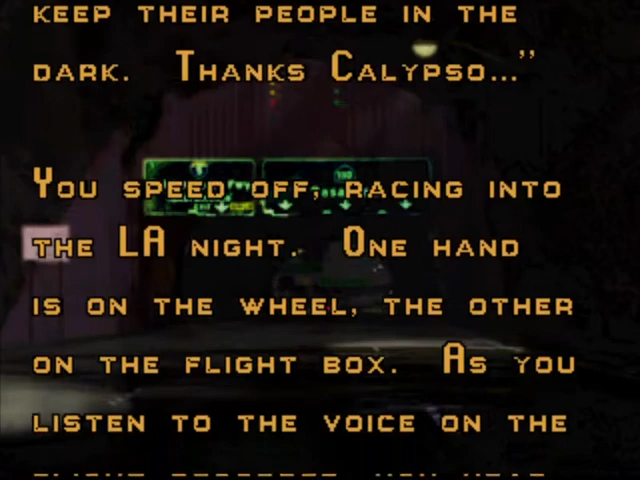 KEEP THEIR PEOPLE IN THE
DARK. THANKS CALYPSO..."
YOU SPEED OFF, RACING INTO
THE LA NIGHT. ONE HAND
IS ON THE WHEEL, THE OTHER
ON THE FLIGHT BOX. AS YOU
LISTEN TO THE VOICE ON THE